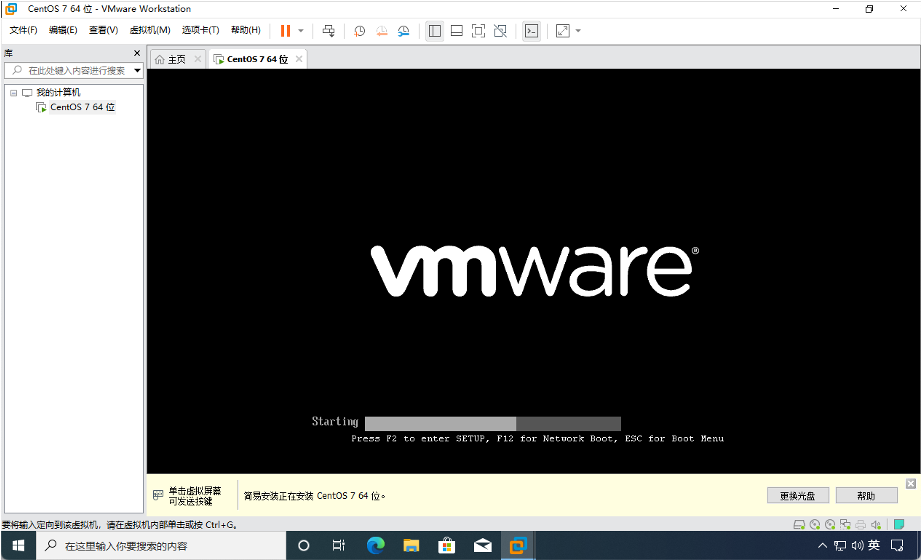 CentOS 7 64 位 - VMware Workstation
文件(F) 编辑(E) 查看(V) 虚拟机(M) 选项卡(T) 帮助(H)
库
主页 CentOS 7 64 位
在此处键入内容进行搜索
我的计算机
CentOS 7 64 位
vmware®
Starting
Press F2 to enter SETUP, F12 for Network Boot, ESC for Boot Menu
单击虚拟屏幕
可发送按键
简易安装正在安装 CentOS 7 64 位。
更换光盘 帮助
要将输入定向到该虚拟机，请在虚拟机内部单击或按 Ctrl+G。
在这里输入你要搜索的内容
英